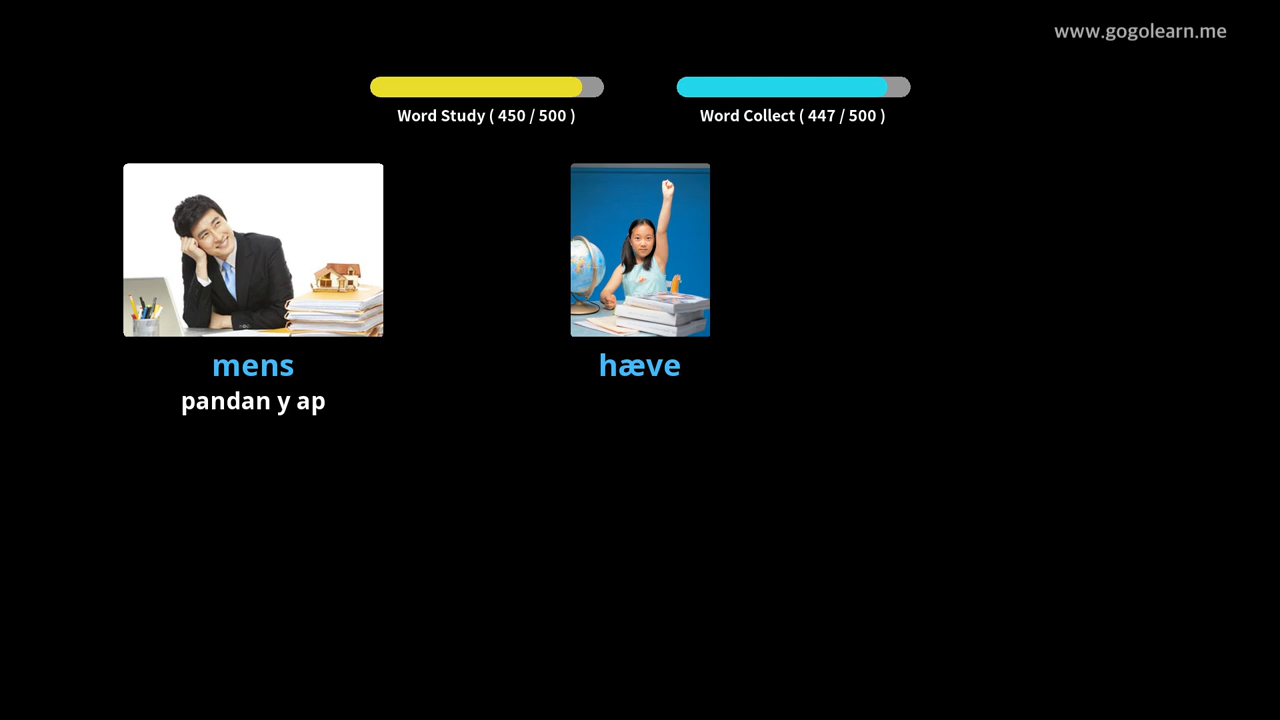 www.gogolearn.me
Word Study ( 450 / 500 )
Word Collect ( 447 / 500 )
mens
pandan y ap
hæve